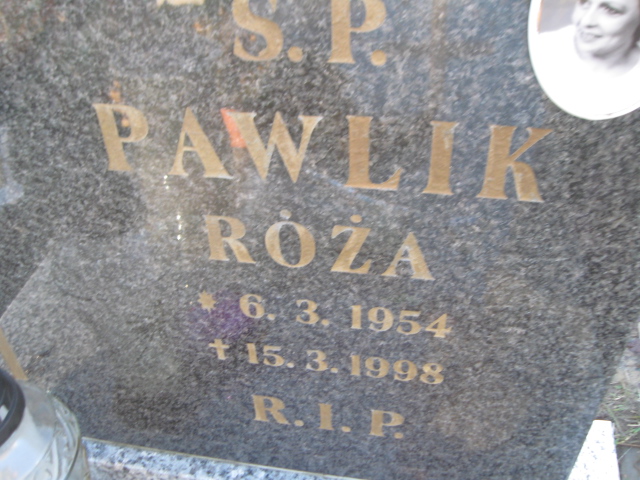 Ś.P.
PAWLIK
RÓŻA
* 6. 3. 1954
✝ 15. 3. 1998
R. I. P.